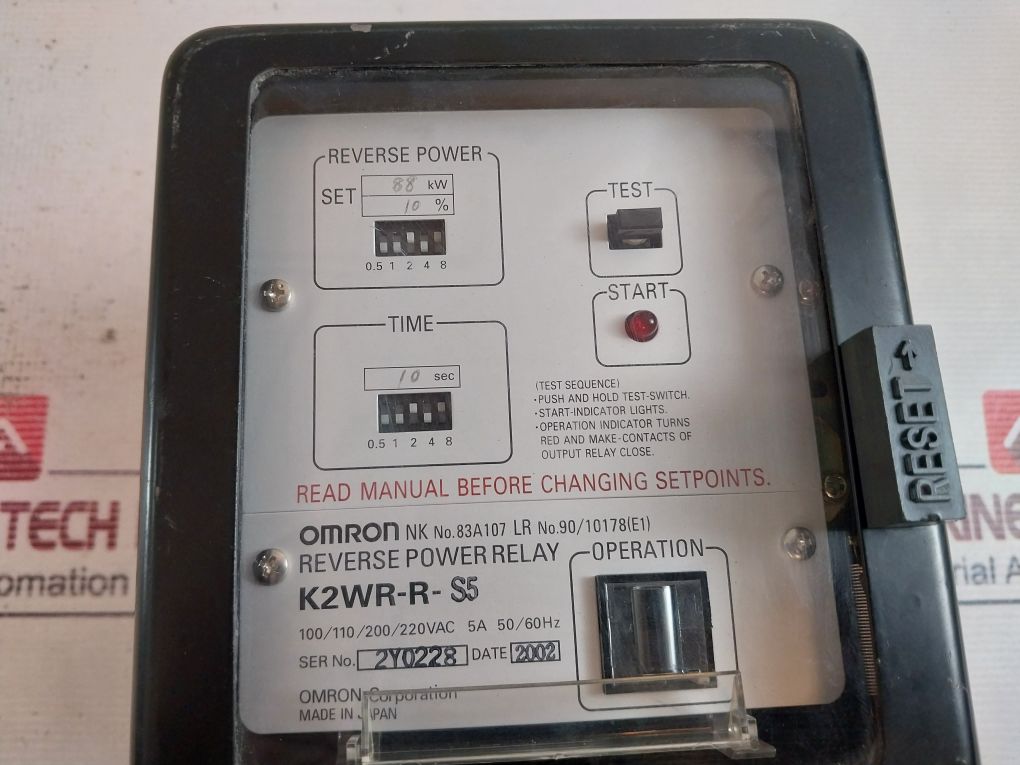 REVERSE POWER
SET 88 kW
10 %
0.5 1 2 4 8
TEST
START
TIME
10 sec
0.5 1 2 4 8
(TEST SEQUENCE)
·PUSH AND HOLD TEST-SWITCH.
·START-INDICATOR LIGHTS.
·OPERATION INDICATOR TURNS
RED AND MAKE-CONTACTS OF
OUTPUT RELAY CLOSE.
READ MANUAL BEFORE CHANGING SETPOINTS.
OMRON NK No.83A107 LR No.90/10178(E1)
REVERSE POWER RELAY
K2WR-R- S5
100/110/200/220VAC 5A 50/60Hz
SER No. 2Y0228 DATE 2002
OMRON Corporation
MADE IN JAPAN
OPERATION
RESET
TECH
omation
INE
rial A